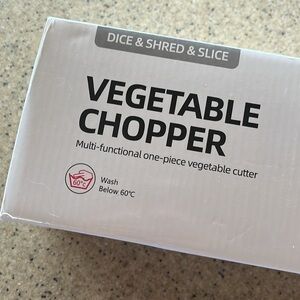 DICE & SHRED & SLICE
VEGETABLE
CHOPPER
Multi-functional one-piece vegetable cutter
60℃
Wash
Below 60℃